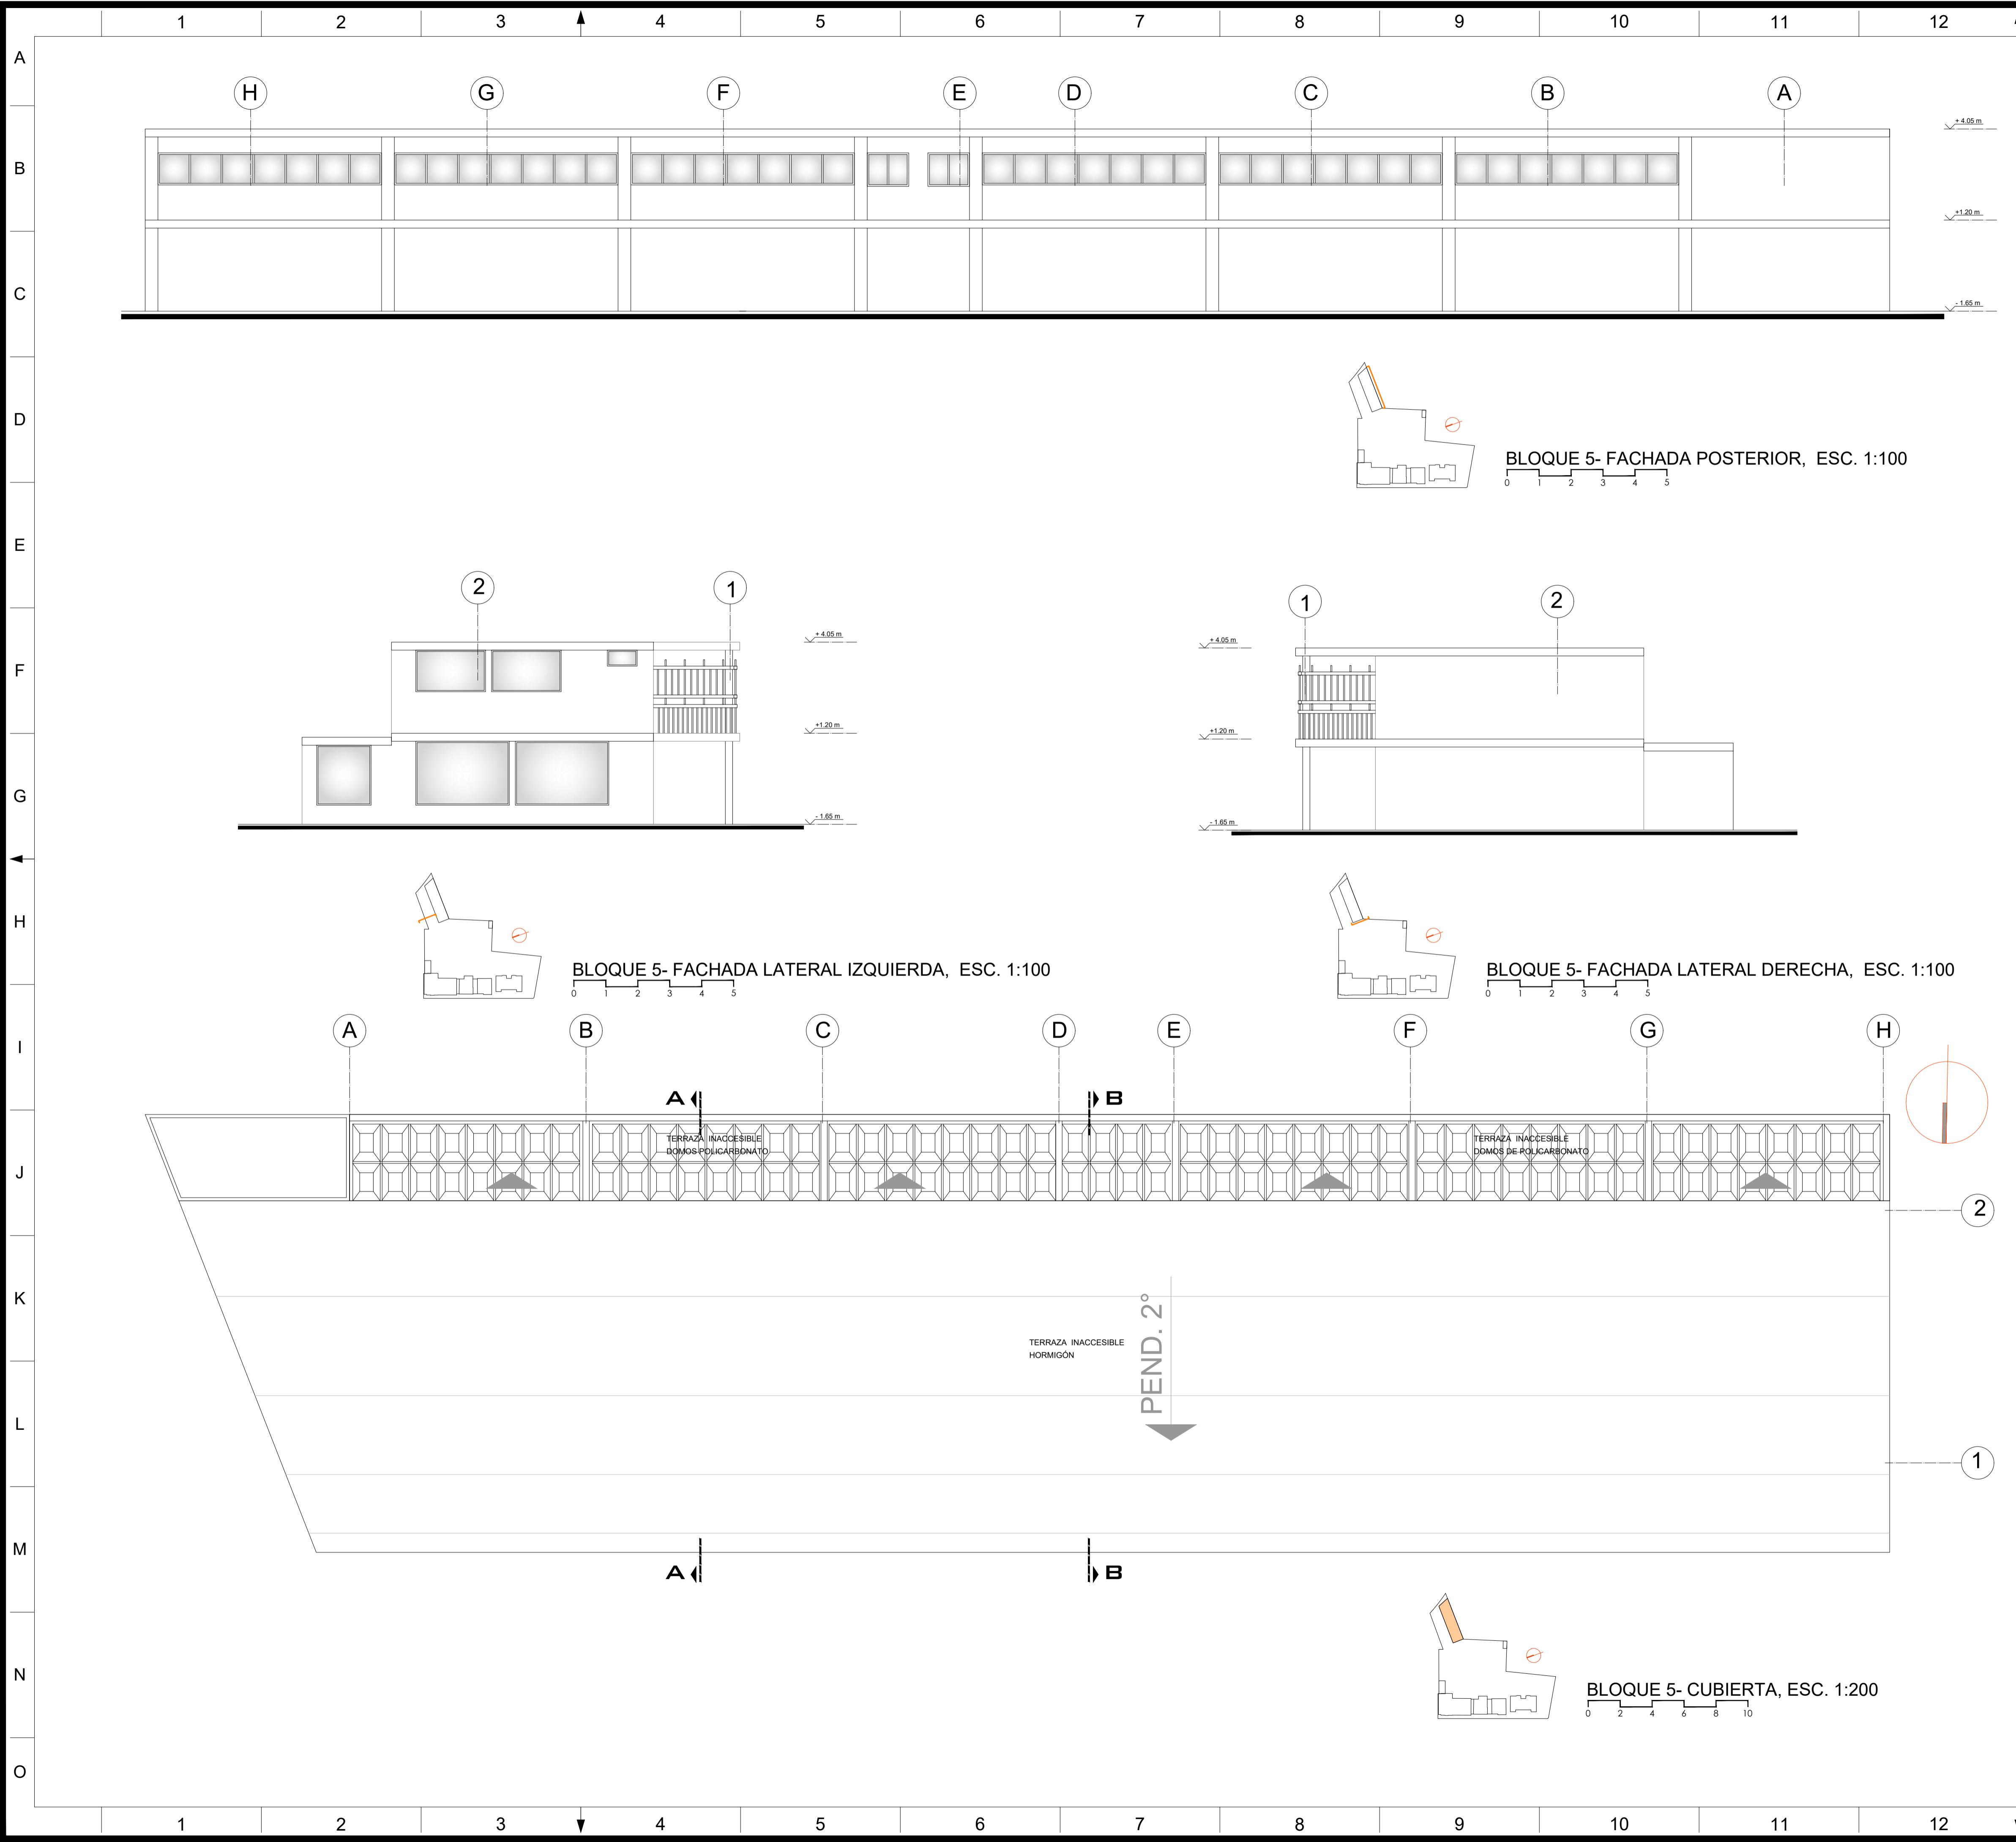 1 2 3 4 5 6 7 8 9 10 11 12
A
B
C
D
E
F
G
H
I
J
K
L
M
N
O
H G F E D C B A
+ 4.05 m
+1.20 m
- 1.65 m
BLOQUE 5- FACHADA POSTERIOR, ESC. 1:100
0 1 2 3 4 5
2 1
+ 4.05 m
+1.20 m
- 1.65 m
1 2
+ 4.05 m
+1.20 m
- 1.65 m
BLOQUE 5- FACHADA LATERAL IZQUIERDA, ESC. 1:100
0 1 2 3 4 5
BLOQUE 5- FACHADA LATERAL DERECHA, ESC. 1:100
0 1 2 3 4 5
A B C D E F G H
A B
TERRAZA INACCESIBLE
DOMOS POLICARBONATO
TERRAZA INACCESIBLE
DOMOS DE POLICARBONATO
2
TERRAZA INACCESIBLE
HORMIGÓN
PEND. 2°
1
A B
BLOQUE 5- CUBIERTA, ESC. 1:200
0 2 4 6 8 10
1 2 3 4 5 6 7 8 9 10 11 12